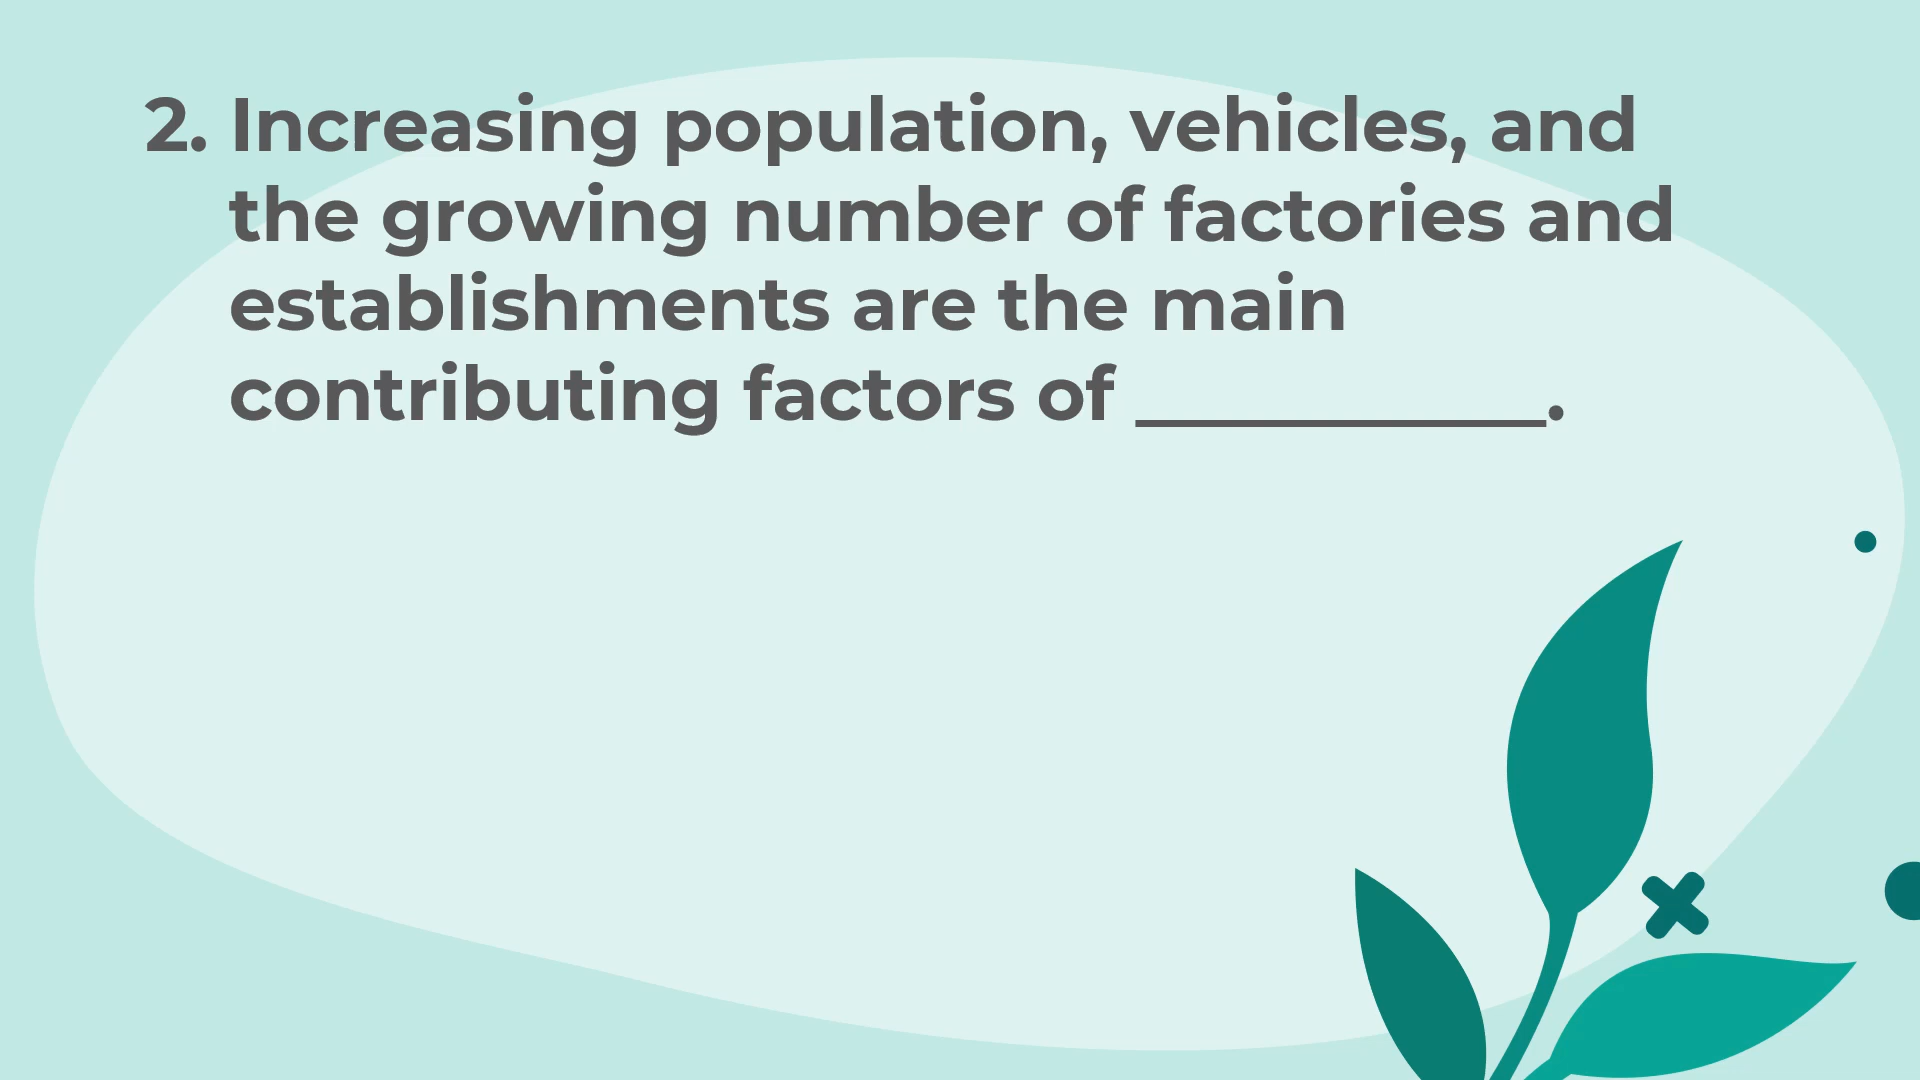 2. Increasing population, vehicles, and
the growing number of factories and
establishments are the main
contributing factors of ___________.